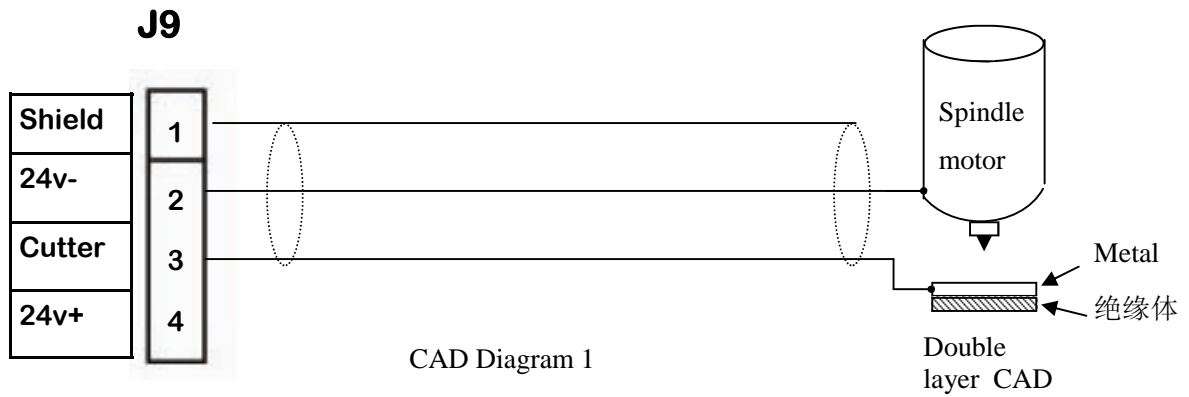 J9
Shield 1
24v- 2
Cutter 3
24v+ 4
Spindle
motor
Metal
绝缘体
Double
layer CAD
CAD Diagram 1